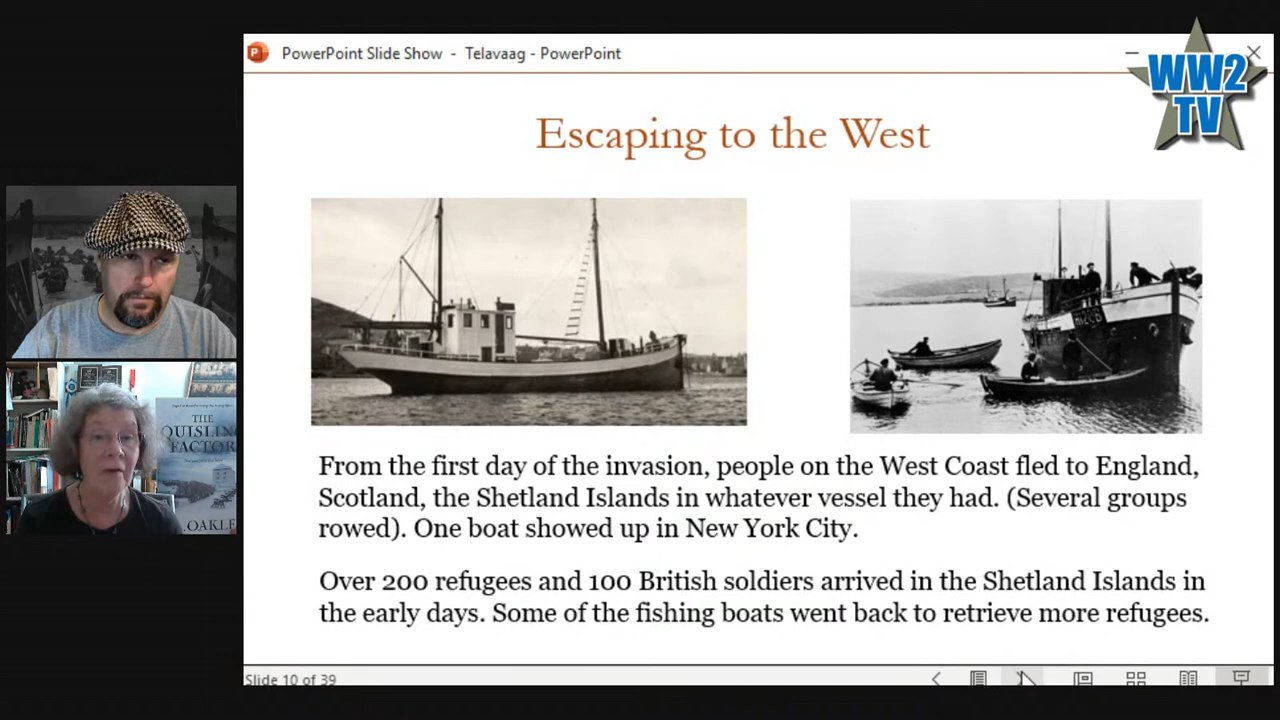 PowerPoint Slide Show - Telavaag - PowerPoint
WW2
TV
Escaping to the West
From the first day of the invasion, people on the West Coast fled to England,
Scotland, the Shetland Islands in whatever vessel they had. (Several groups
rowed). One boat showed up in New York City.
Over 200 refugees and 100 British soldiers arrived in the Shetland Islands in
the early days. Some of the fishing boats went back to retrieve more refugees.
Slide 10 of 39
THE
QUISLIN
FACTOR
.OAKLE